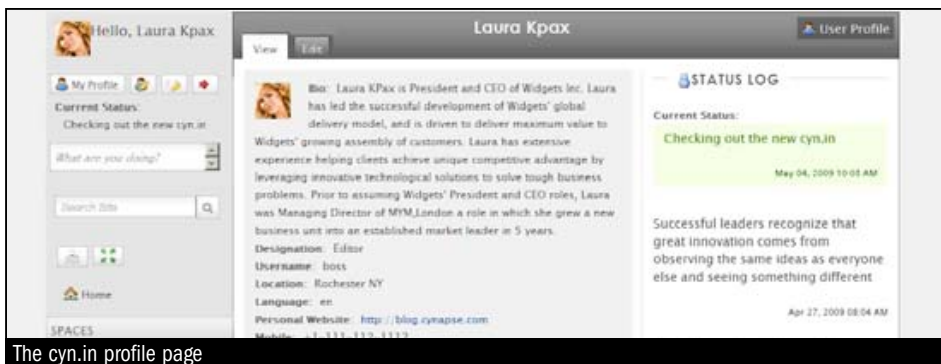 Hello, Laura Kpax
My Profile
Current Status:
Checking out the new cyn.in
What are you doing?
Search Site
Home
SPACES
Laura Kpax
User Profile
View
Edit
Bio: Laura KPax is President and CEO of Widgets Inc. Laura
has led the successful development of Widgets' global
delivery model, and is driven to deliver maximum value to
Widgets' growing assembly of customers. Laura has extensive
experience helping clients achieve unique competitive advantage by
leveraging innovative technological solutions to solve tough business
problems. Prior to assuming Widgets' President and CEO roles, Laura
was Managing Director of MYM,London a role in which she grew a new
business unit into an established market leader in 5 years.
Designation: Editor
Username: boss
Location: Rochester NY
Language: en
Personal Website: http://blog.cynapse.com
Mobile: +1-111-112-1112
STATUS LOG
Current Status:
Checking out the new cyn.in
May 04, 2009 10:05 AM
Successful leaders recognize that
great innovation comes from
observing the same ideas as everyone
else and seeing something different
Apr 27, 2009 08:04 AM
The cyn.in profile page